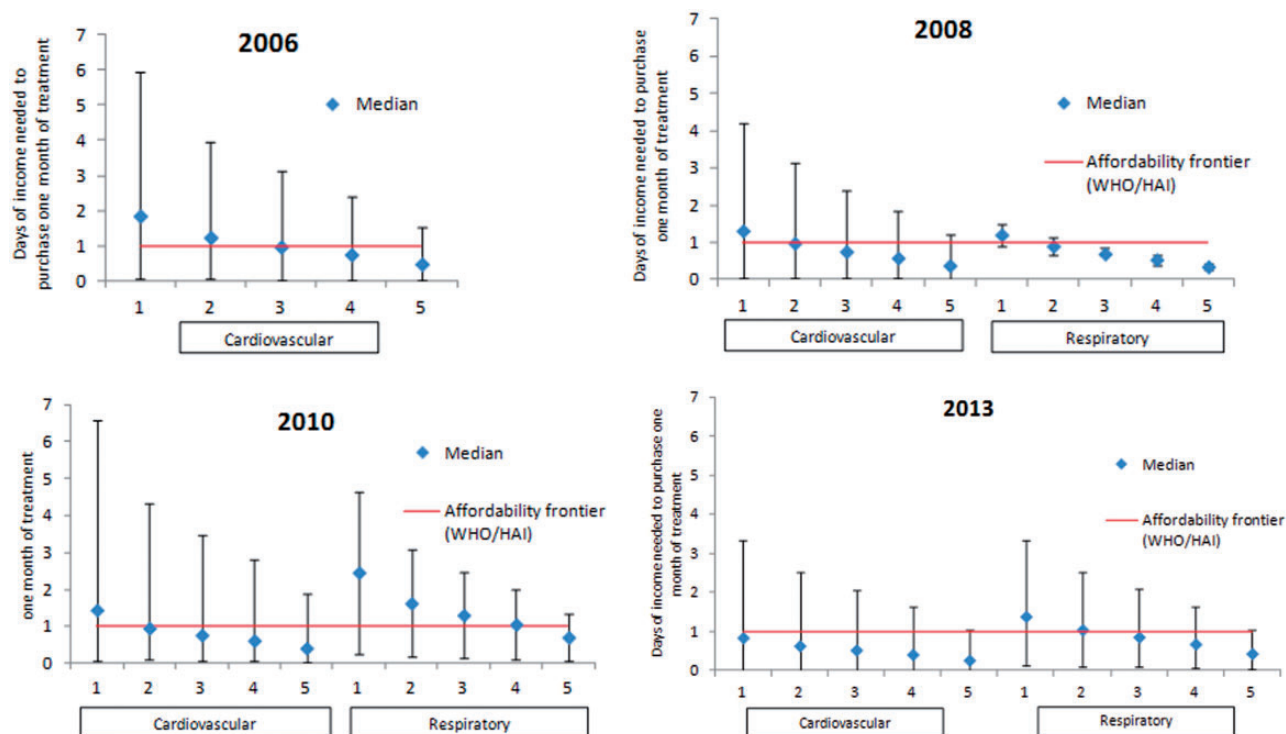 2006
Days of income needed to
purchase one month of treatment
7
6
5
4
3
2
1
0
Median
1 2 3 4 5
Cardiovascular
2008
Days of income needed to purchase
one month of treatment
7
6
5
4
3
2
1
0
Median
Affordability frontier
(WHO/HAI)
1 2 3 4 5 1 2 3 4 5
Cardiovascular Respiratory
2010
one month of treatment
7
6
5
4
3
2
1
0
Median
Affordability frontier
(WHO/HAI)
1 2 3 4 5 1 2 3 4 5
Cardiovascular Respiratory
2013
Days of income needed to purchase one
month of treatment
7
6
5
4
3
2
1
0
Median
Affordability frontier
(WHO/HAI)
1 2 3 4 5 1 2 3 4 5
Cardiovascular Respiratory